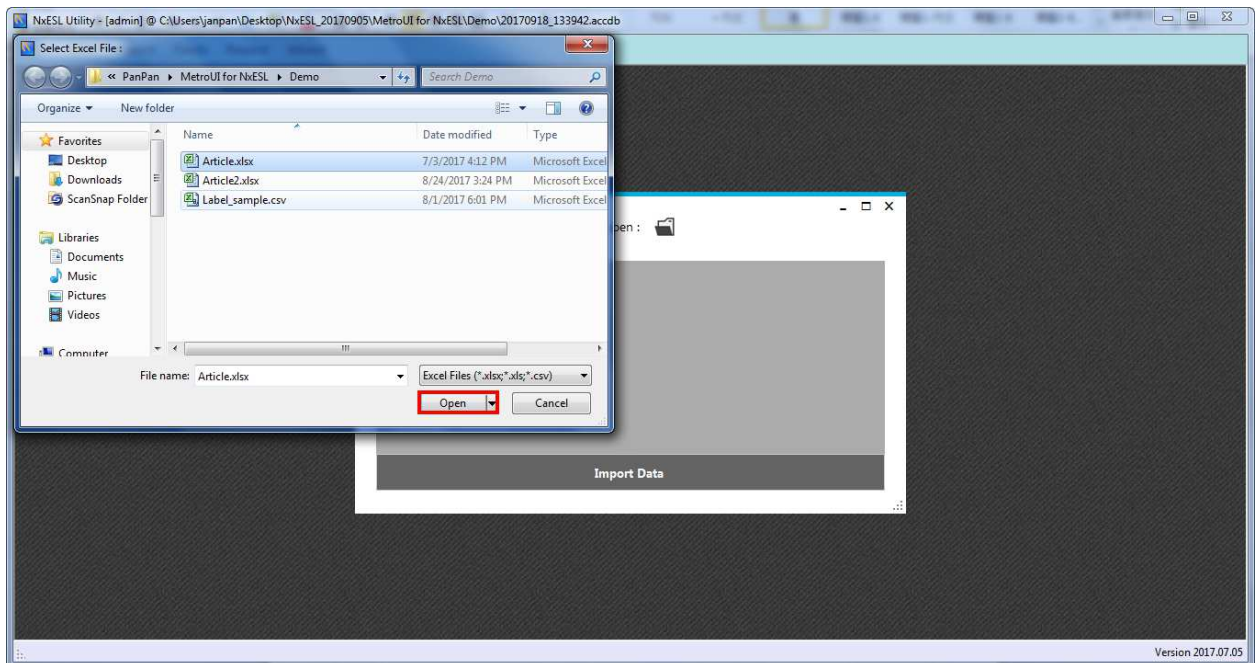 NxESL Utility - [admin] @ C:\Users\janpan\Desktop\NxESL_20170905\MetroUI for NxESL\Demo\20170918_133942.accdb
Select Excel File :
« PanPan ▸ MetroUI for NxESL ▸ Demo
Search Demo
Organize New folder
Favorites
Desktop
Downloads
ScanSnap Folder
Libraries
Documents
Music
Pictures
Videos
Computer
Name Date modified Type
Article.xlsx 7/3/2017 4:12 PM Microsoft Excel
Article2.xlsx 8/24/2017 3:24 PM Microsoft Excel
Label_sample.csv 8/1/2017 6:01 PM Microsoft Excel
File name: Article.xlsx Excel Files (*.xlsx;*.xls;*.csv)
Open Cancel
pen :
Import Data
Version 2017.07.05